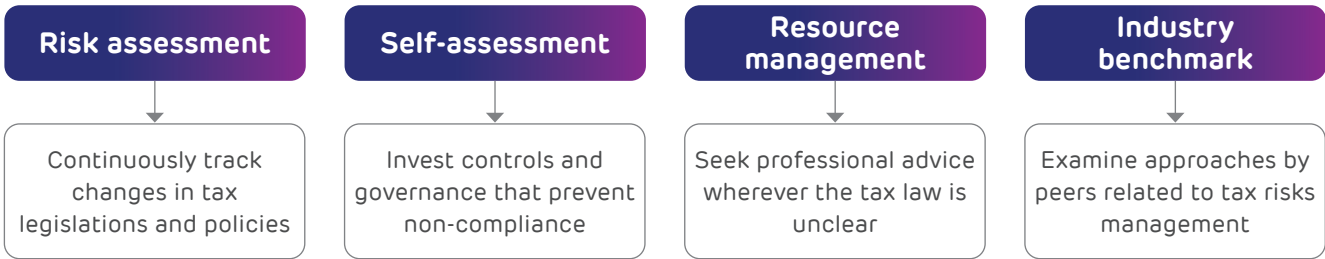 Risk assessment
Continuously track
changes in tax
legislations and policies
Self-assessment
Invest controls and
governance that prevent
non-compliance
Resource
management
Seek professional advice
wherever the tax law is
unclear
Industry
benchmark
Examine approaches by
peers related to tax risks
management